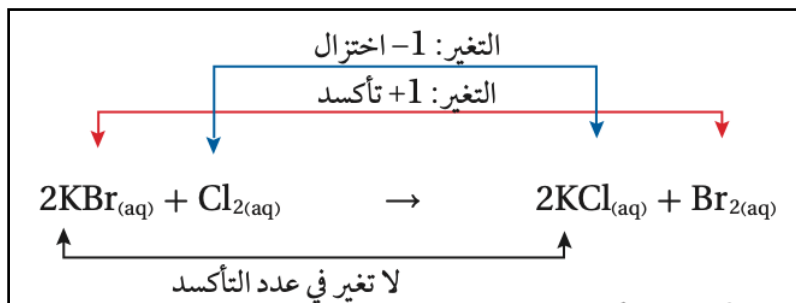 التغير: 1– اختزال
التغير: 1+ تأكسد
2KBr(aq) + Cl2(aq) → 2KCl(aq) + Br2(aq)
لا تغير في عدد التأكسد